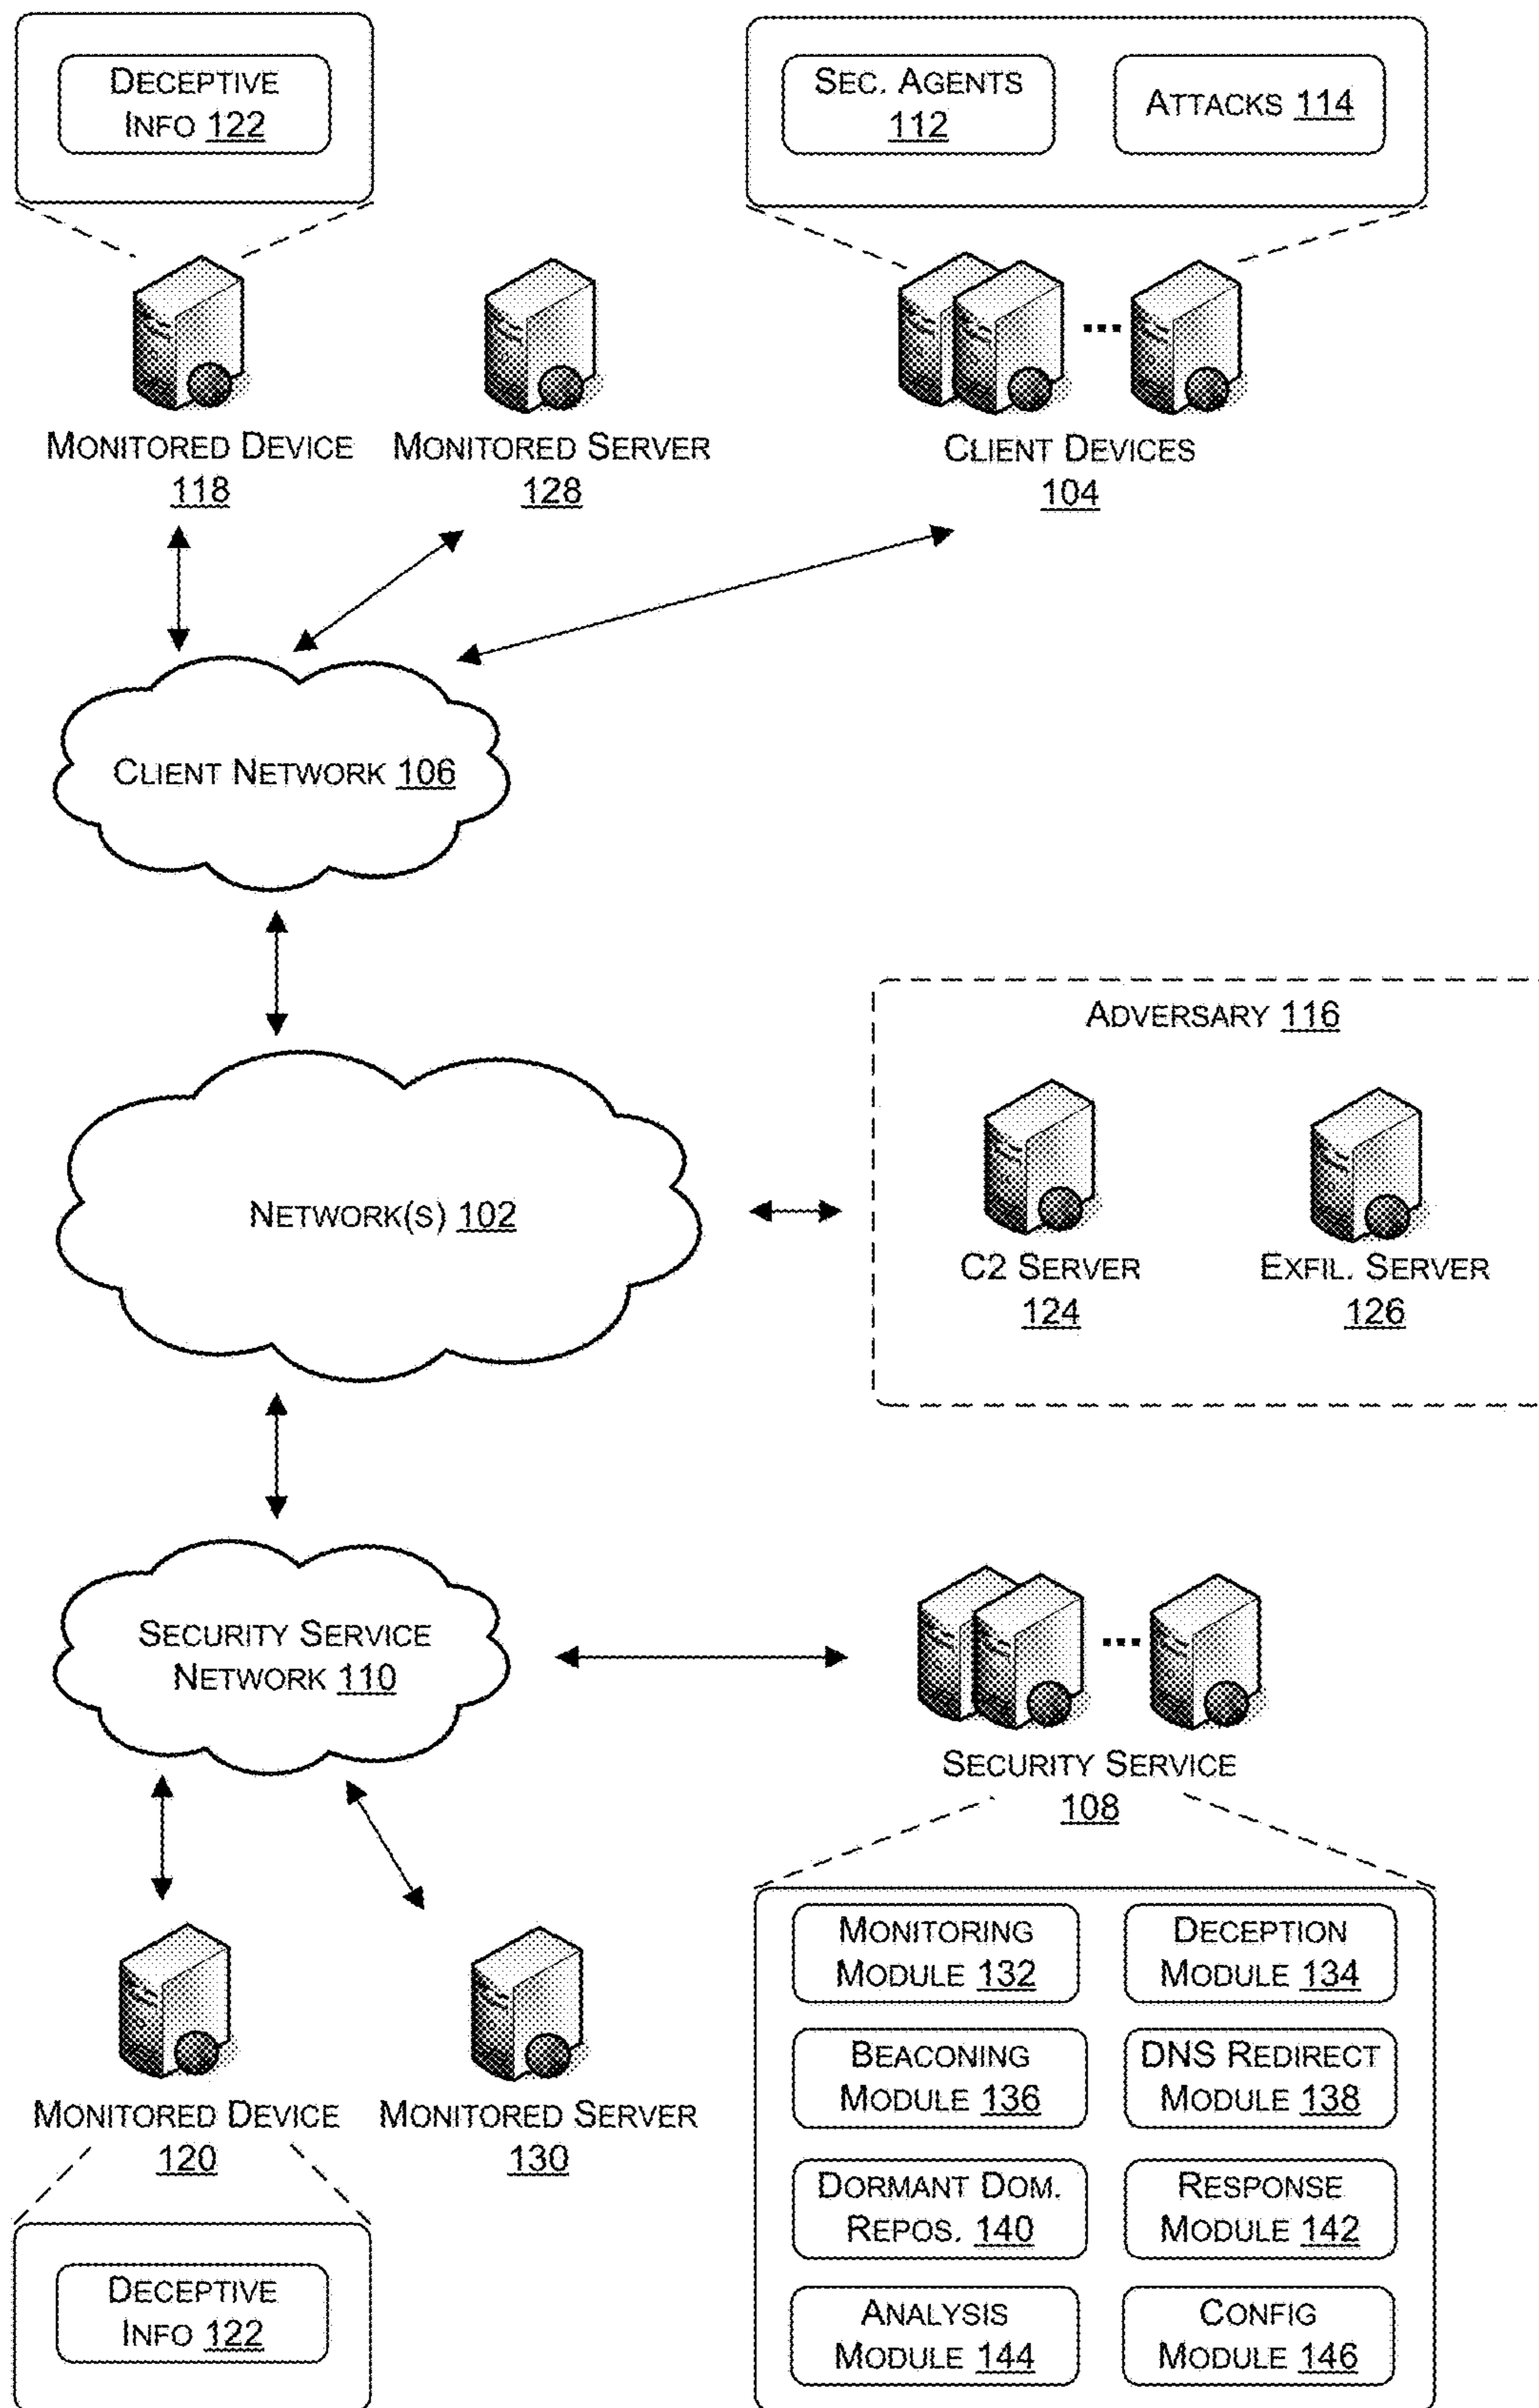 DECEPTIVE
INFO 122
SEC. AGENTS
112
ATTACKS 114
MONITORED DEVICE
118
MONITORED SERVER
128
CLIENT DEVICES
104
CLIENT NETWORK 106
ADVERSARY 116
NETWORK(S) 102
C2 SERVER
124
EXFIL. SERVER
126
SECURITY SERVICE
NETWORK 110
SECURITY SERVICE
108
MONITORED DEVICE
120
MONITORED SERVER
130
DECEPTIVE
INFO 122
MONITORING
MODULE 132
DECEPTION
MODULE 134
BEACONING
MODULE 136
DNS REDIRECT
MODULE 138
DORMANT DOM.
REPOS. 140
RESPONSE
MODULE 142
ANALYSIS
MODULE 144
CONFIG
MODULE 146